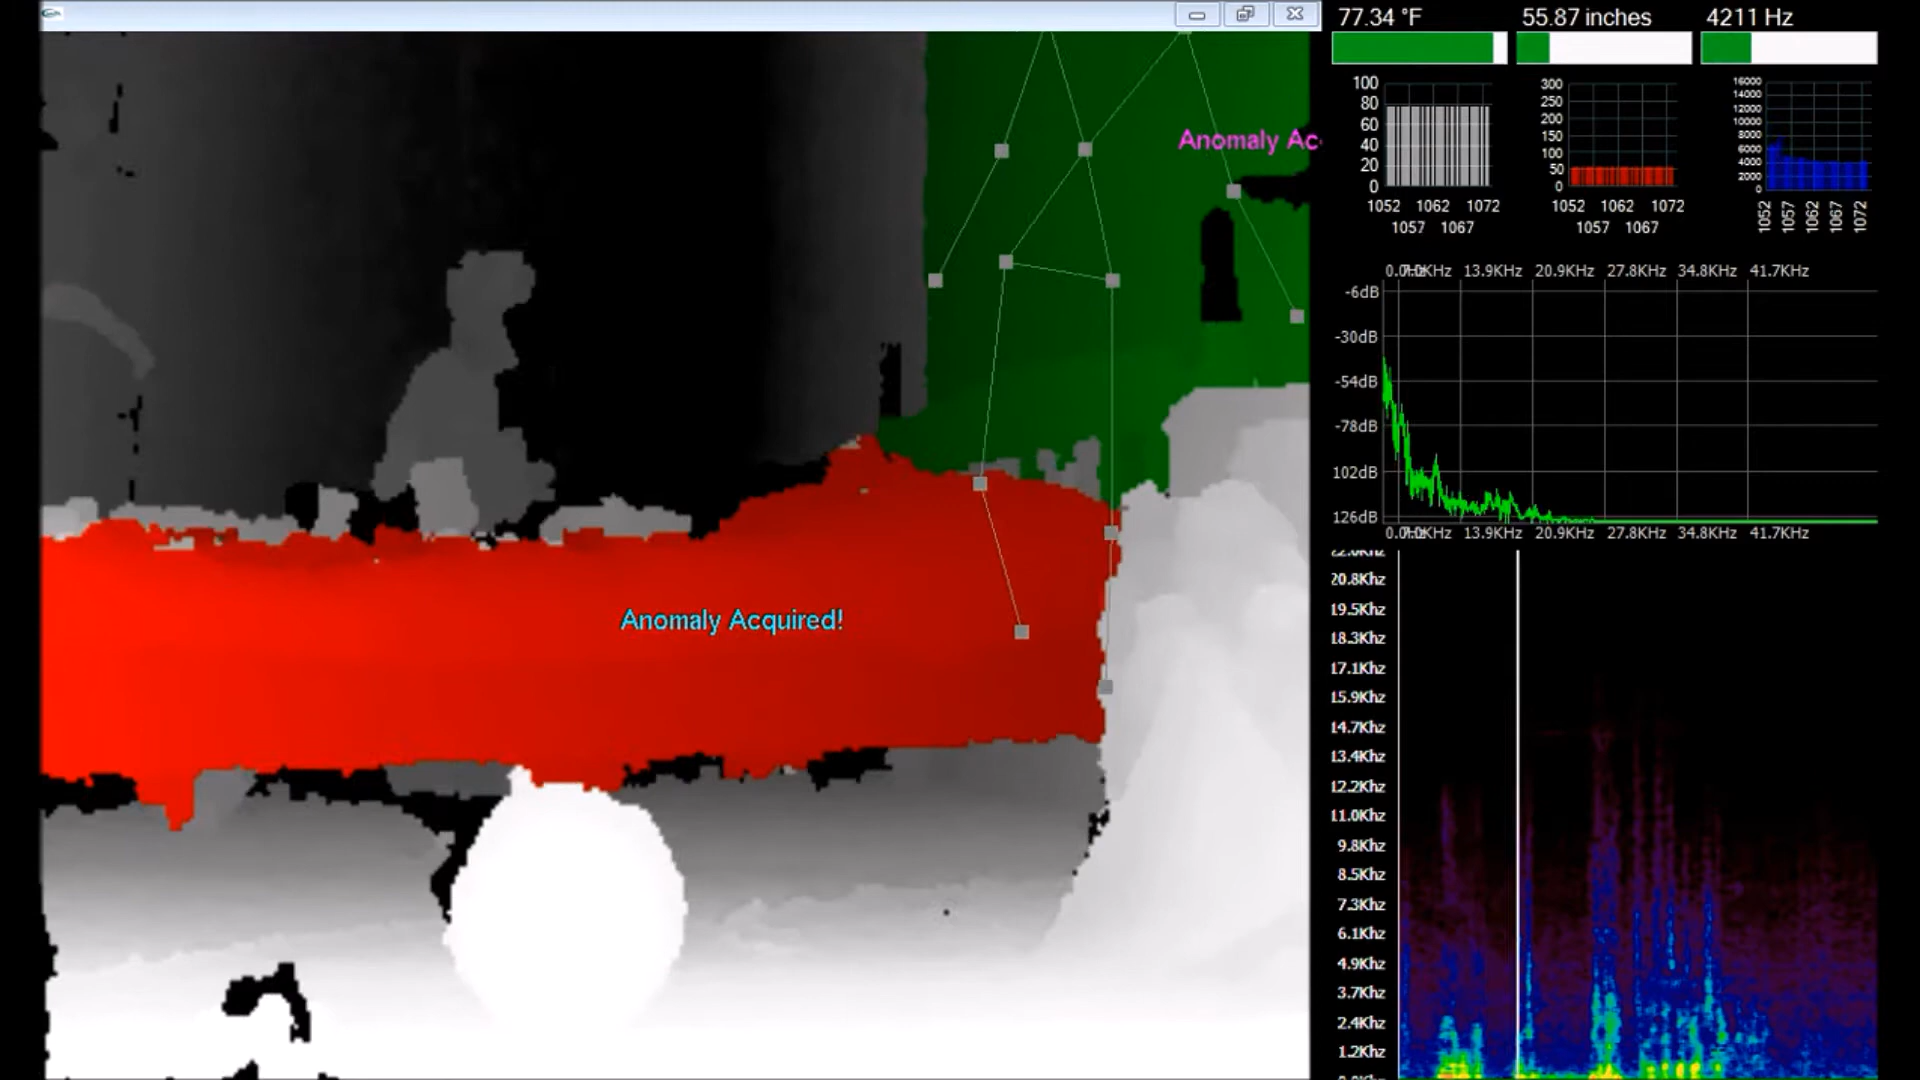 77.34 °F
55.87 inches
4211 Hz
Anomaly Ac
Anomaly Acquired!
100
80
60
40
20
0
1052 1062 1072
1057 1067
300
250
200
150
100
50
0
1052 1062 1072
1057 1067
16000
14000
12000
10000
8000
6000
4000
2000
0
1052 1057 1062 1067 1072
13.9KHz 20.9KHz 27.8KHz 34.8KHz 41.7KHz
-6dB
-30dB
-54dB
-78dB
102dB
126dB
13.9KHz 20.9KHz 27.8KHz 34.8KHz 41.7KHz
20.8Khz
19.5Khz
18.3Khz
17.1Khz
15.9Khz
14.7Khz
13.4Khz
12.2Khz
11.0Khz
9.8Khz
8.5Khz
7.3Khz
6.1Khz
4.9Khz
3.7Khz
2.4Khz
1.2Khz